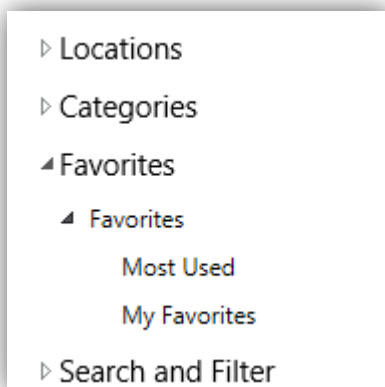 Locations
Categories
Favorites
Favorites
Most Used
My Favorites
Search and Filter